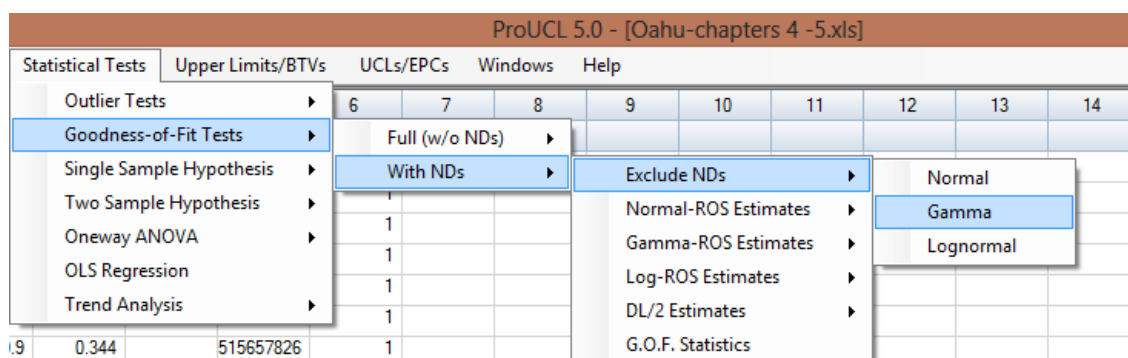 ProUCL 5.0 - [Oahu-chapters 4 -5.xls]
Statistical Tests Upper Limits/BTVs UCLs/EPCs Windows Help
Outlier Tests 6 7 8 9 10 11 12 13 14
Goodness-of-Fit Tests Full (w/o NDs)
Single Sample Hypothesis With NDs Exclude NDs Normal
Two Sample Hypothesis Normal-ROS Estimates Gamma
Oneway ANOVA 1 Gamma-ROS Estimates Lognormal
OLS Regression 1 Log-ROS Estimates
Trend Analysis 1 DL/2 Estimates
1
.9 0.344 515657826 1 G.O.F. Statistics